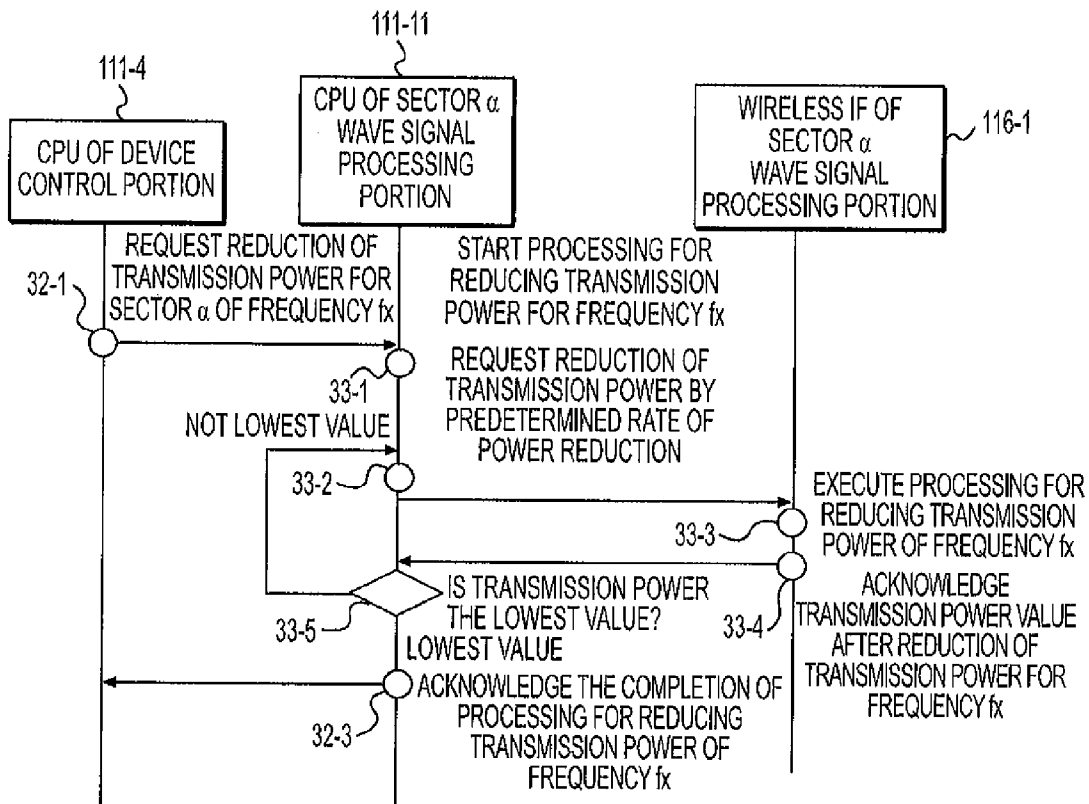 111-4
CPU OF DEVICE
CONTROL PORTION
111-11
CPU OF SECTOR α
WAVE SIGNAL
PROCESSING
PORTION
WIRELESS IF OF
SECTOR α
WAVE SIGNAL
PROCESSING PORTION
116-1
REQUEST REDUCTION OF
TRANSMISSION POWER FOR
SECTOR α OF FREQUENCY fx
32-1
START PROCESSING FOR
REDUCING TRANSMISSION
POWER FOR FREQUENCY fx
33-1
REQUEST REDUCTION OF
TRANSMISSION POWER BY
PREDETERMINED RATE OF
POWER REDUCTION
NOT LOWEST VALUE
33-2
EXECUTE PROCESSING FOR
REDUCING TRANSMISSION
POWER OF FREQUENCY fx
33-3
33-4
ACKNOWLEDGE
TRANSMISSION POWER VALUE
AFTER REDUCTION OF
TRANSMISSION POWER FOR
FREQUENCY fx
IS TRANSMISSION POWER
THE LOWEST VALUE?
33-5
LOWEST VALUE
32-3
ACKNOWLEDGE THE COMPLETION OF
PROCESSING FOR REDUCING
TRANSMISSION POWER OF
FREQUENCY fx